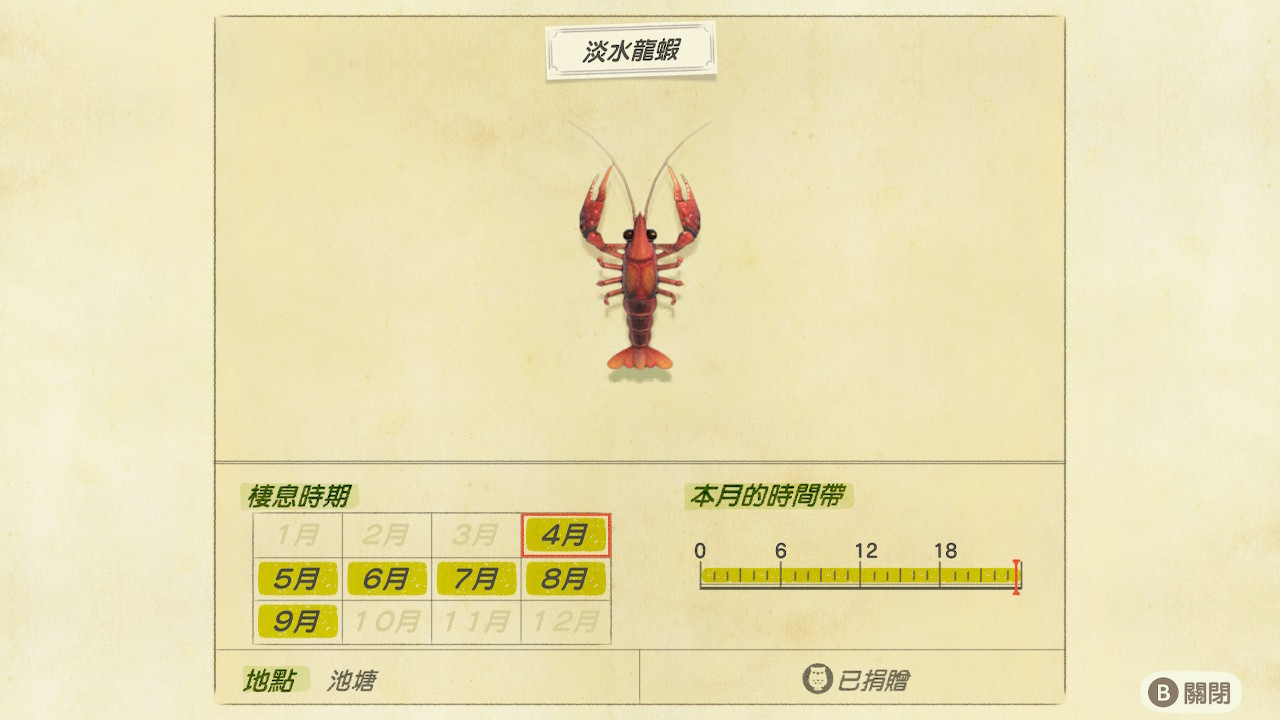 淡水龍蝦
棲息時期
1月 2月 3月 4月
5月 6月 7月 8月
9月 10月 11月 12月
本月的時間帶
0 6 12 18
地點 池塘
已捐贈
B 關閉